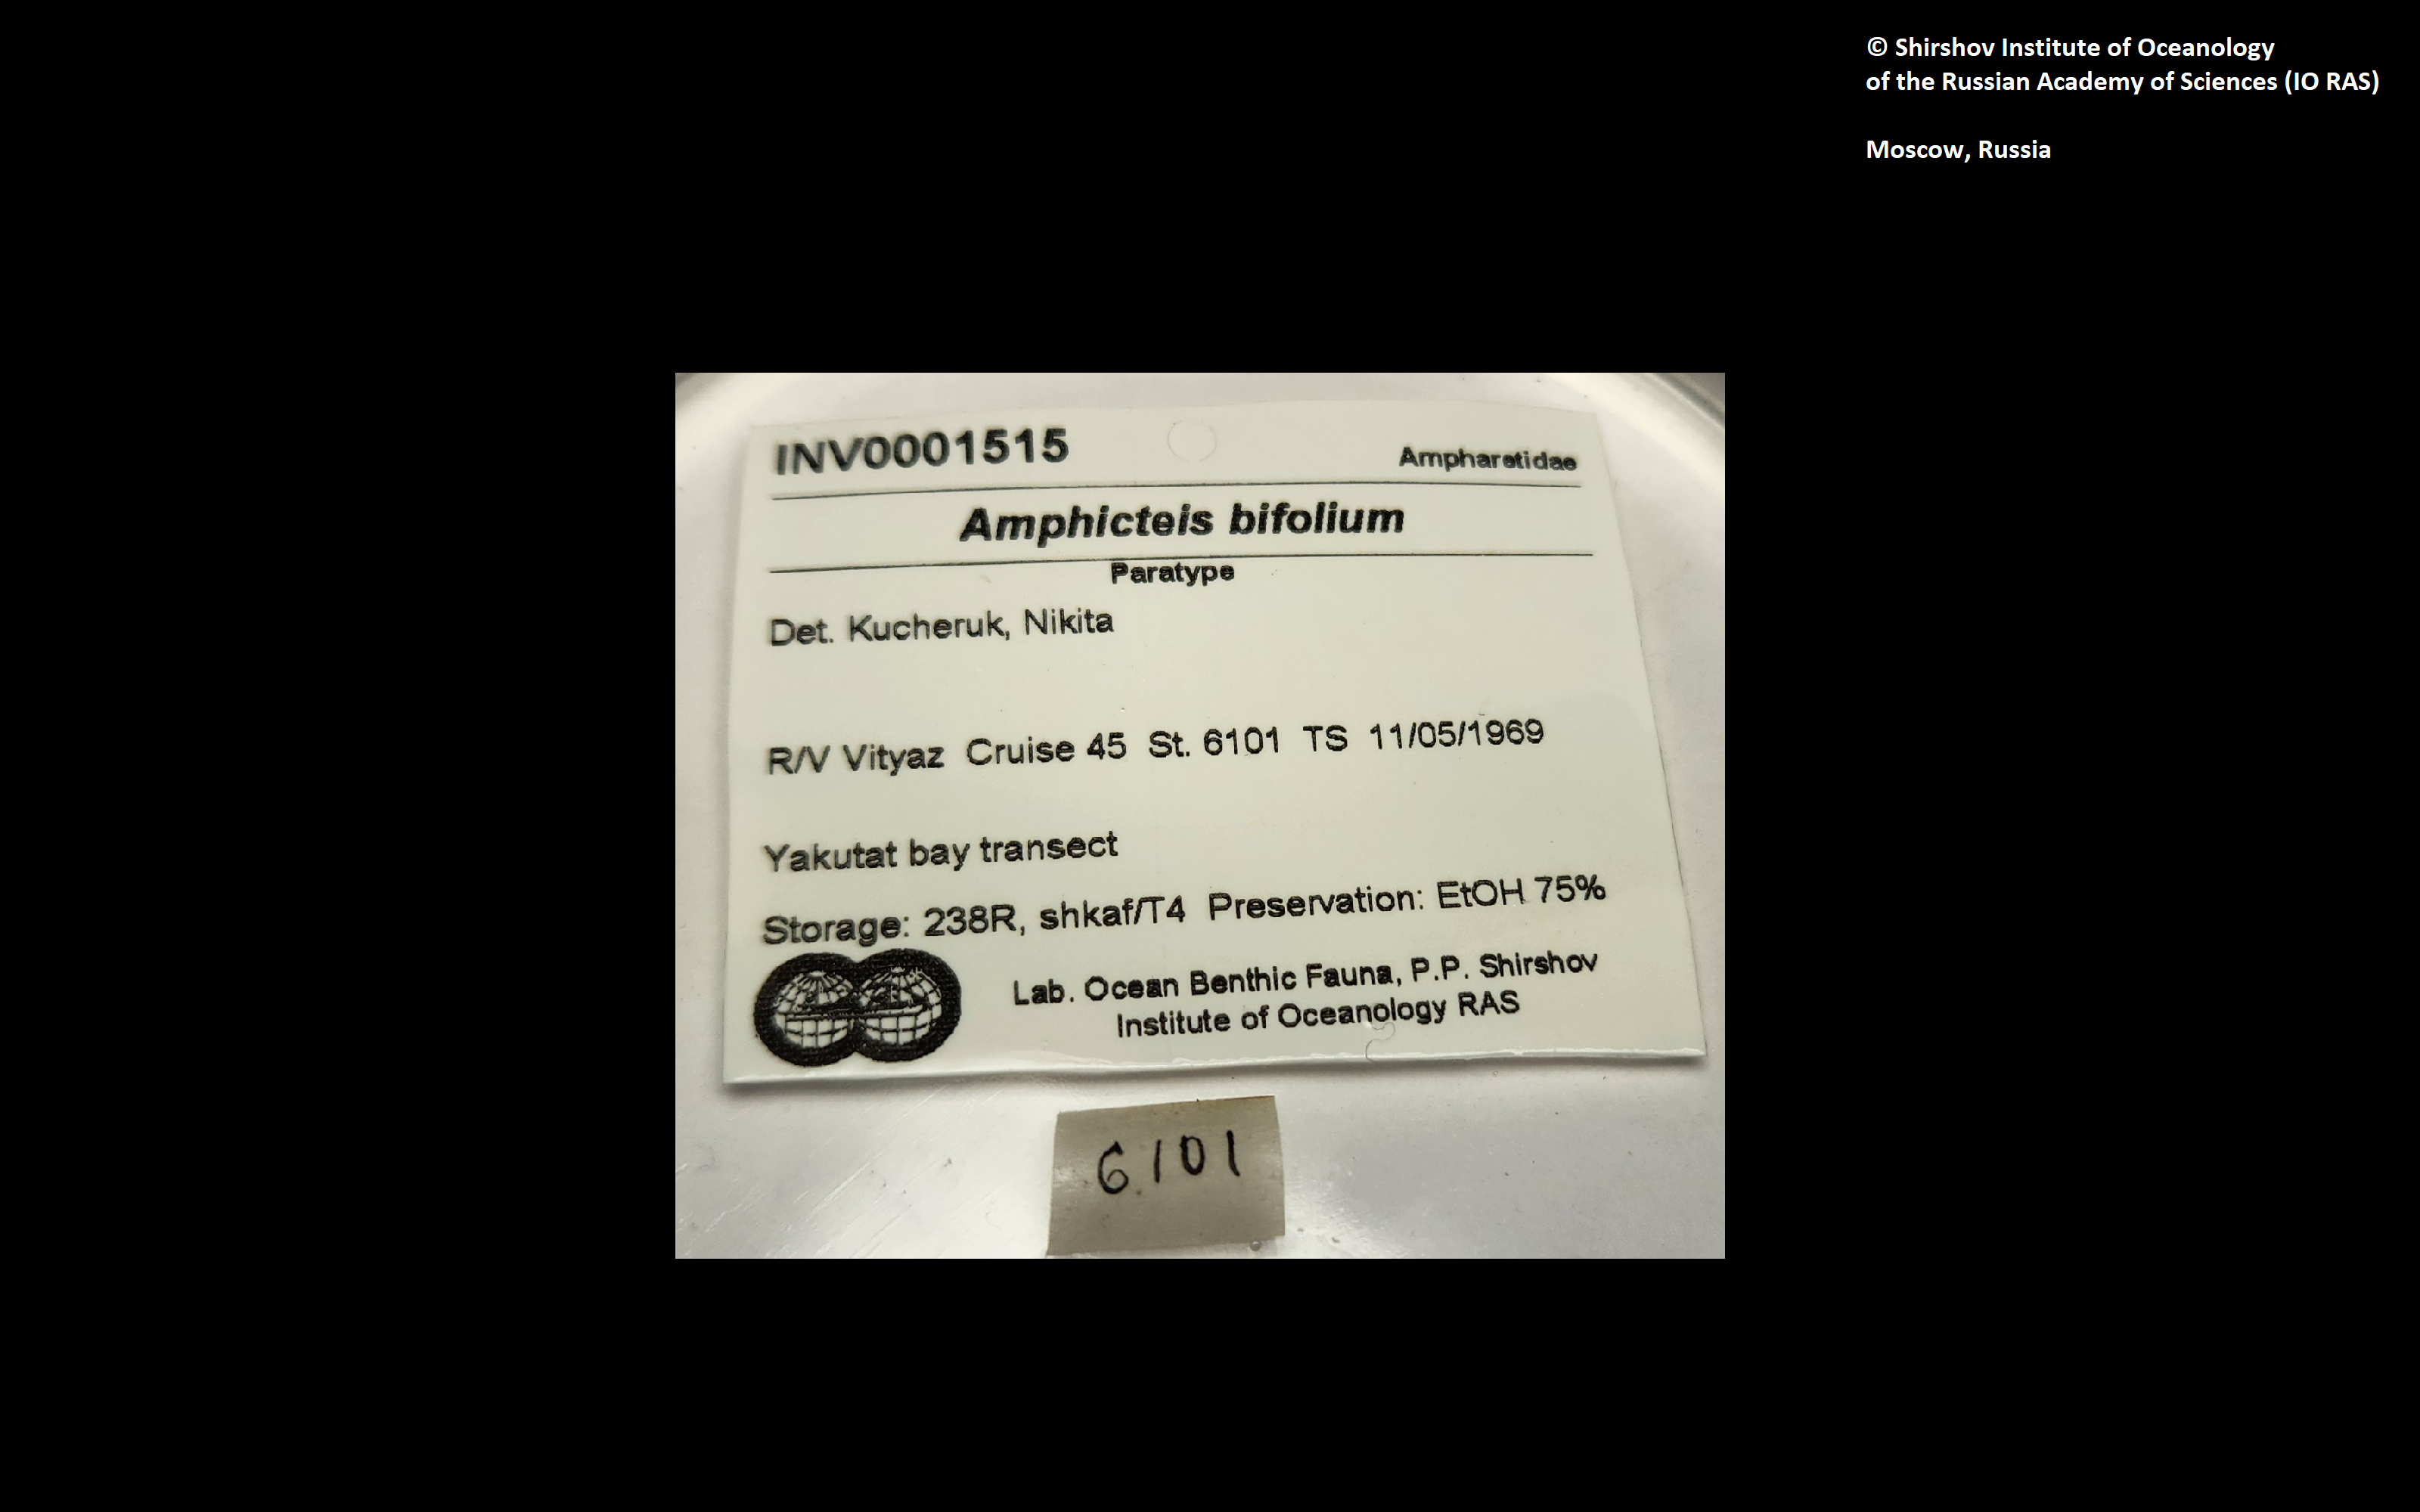 © Shirshov Institute of Oceanology
of the Russian Academy of Sciences (IO RAS)
Moscow, Russia
INV0001515
Ampharetidae
Amphicteis bifolium
Paratype
Det. Kucheruk, Nikita
R/V Vityaz Cruise 45 St. 6101 TS 11/05/1969
Yakutat bay transect
Storage: 238R, shkaf/T4 Preservation: EtOH 75%
Lab. Ocean Benthic Fauna, P.P. Shirshov
Institute of Oceanology RAS
6101